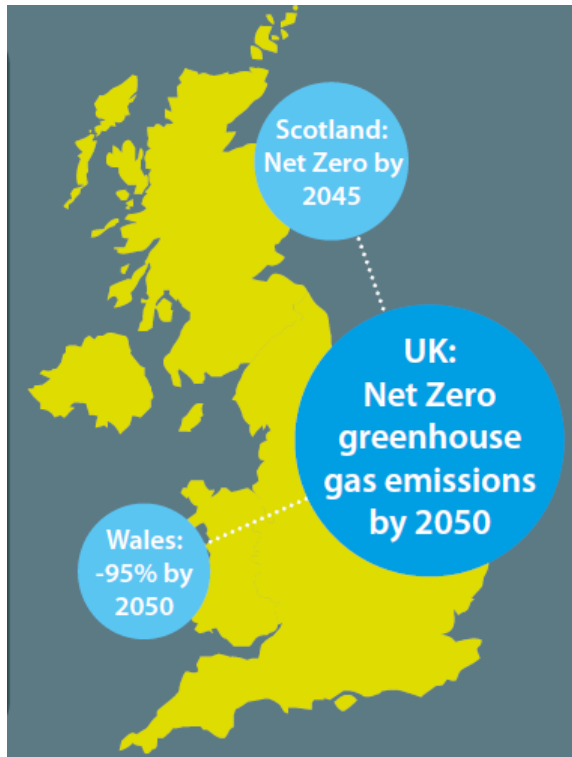 Scotland:
Net Zero by
2045
UK:
Net Zero
greenhouse
gas emissions
by 2050
Wales:
-95% by
2050